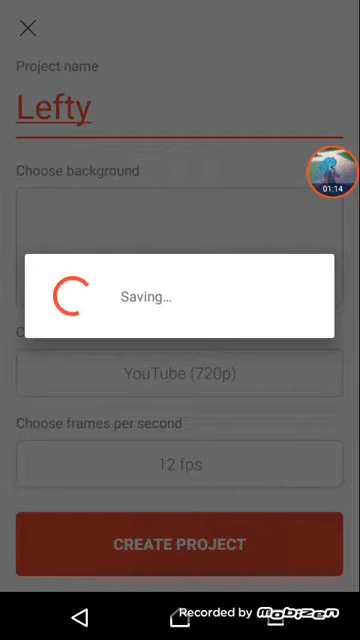 Project name
Lefty
01:14
Choose background
Saving...
C
YouTube (720p)
Choose frames per second
12 fps
CREATE PROJECT
Recorded by mobizen